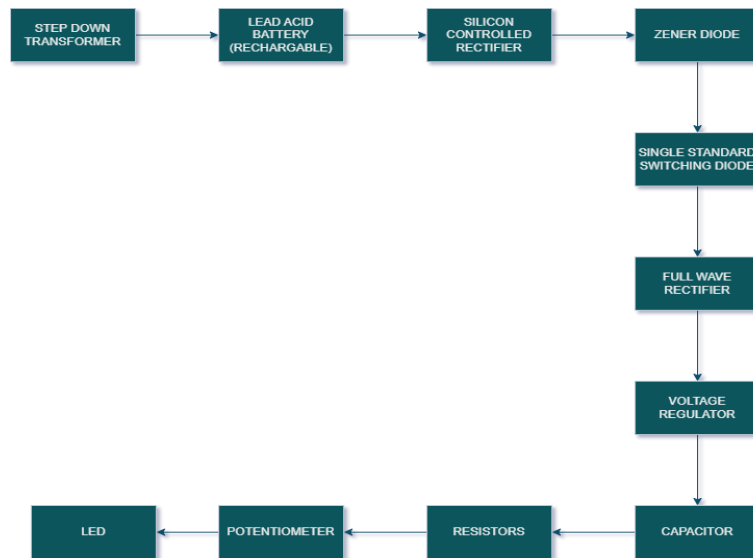 STEP DOWN
TRANSFORMER
LEAD ACID
BATTERY
(RECHARGABLE)
SILICON
CONTROLLED
RECTIFIER
ZENER DIODE
SINGLE STANDARD
SWITCHING DIODE
FULL WAVE
RECTIFIER
VOLTAGE
REGULATOR
CAPACITOR
RESISTORS
POTENTIOMETER
LED